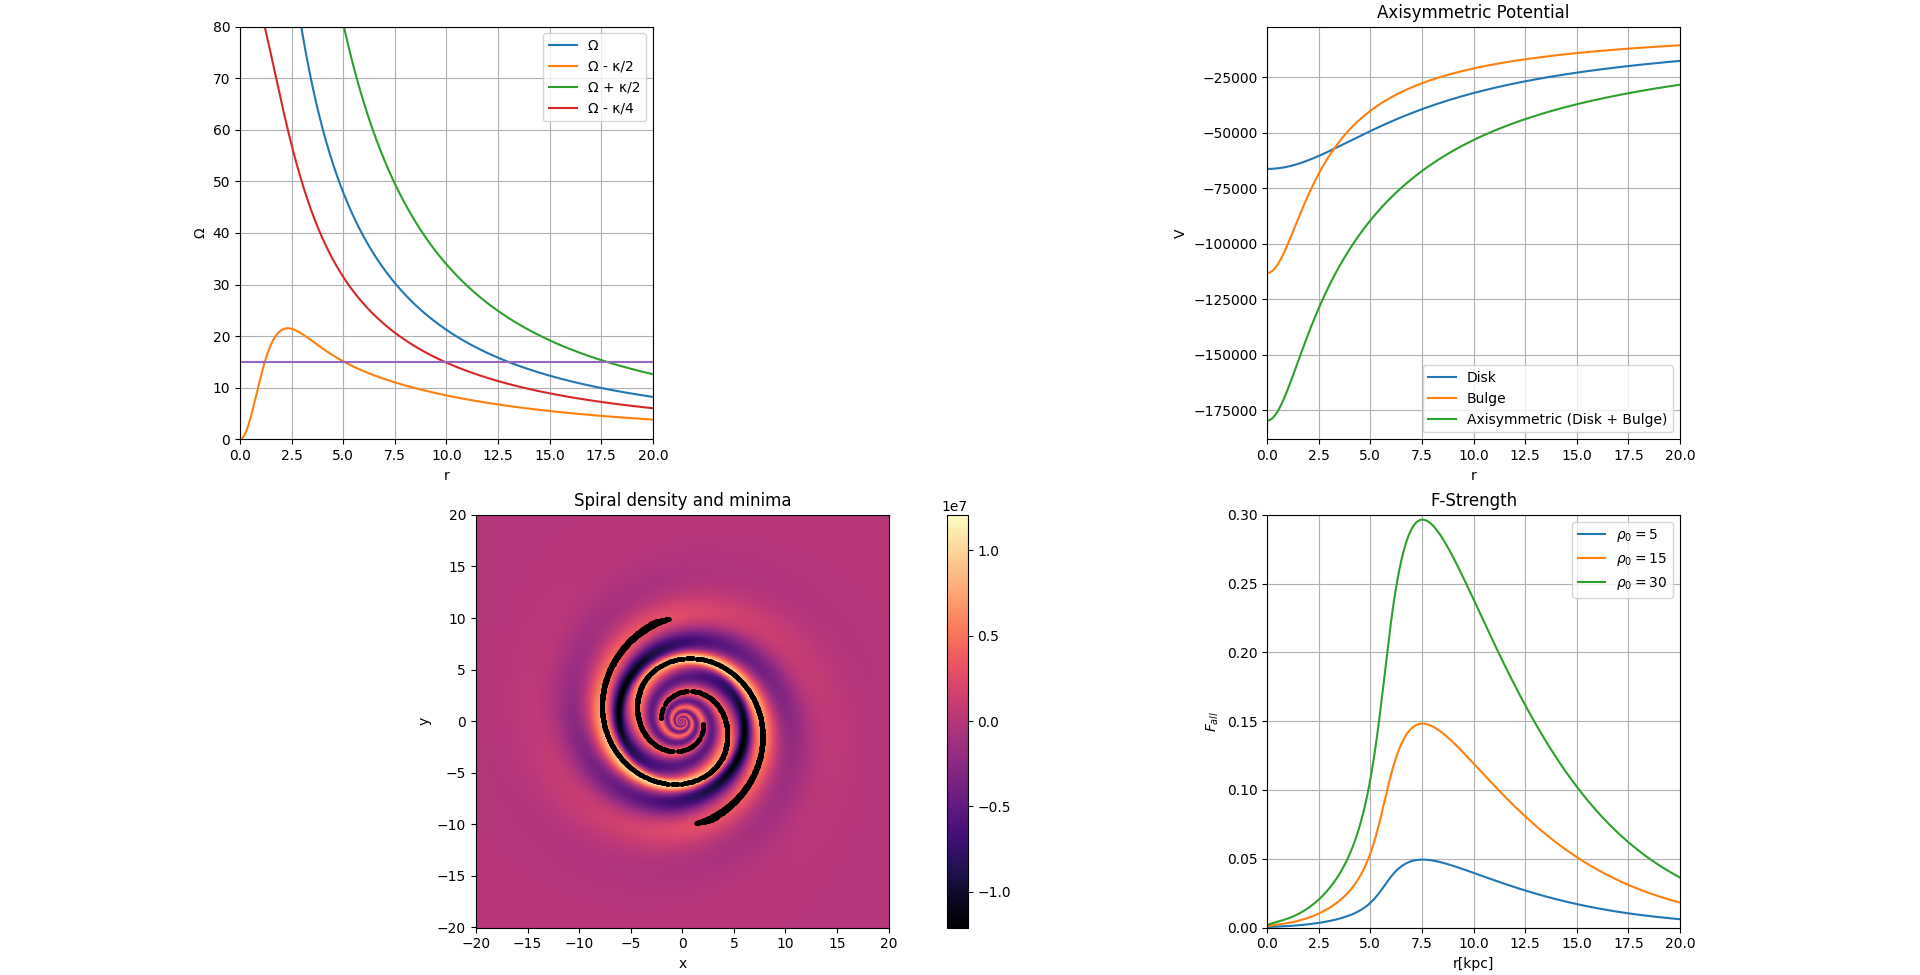 Ω
80
70
60
50
40
30
20
10
0
0.0 2.5 5.0 7.5 10.0 12.5 15.0 17.5 20.0
r
Ω
Ω - κ/2
Ω + κ/2
Ω - κ/4
Axisymmetric Potential
V
−25000
−50000
−75000
−100000
−125000
−150000
−175000
0.0 2.5 5.0 7.5 10.0 12.5 15.0 17.5 20.0
r
Disk
Bulge
Axisymmetric (Disk + Bulge)
Spiral density and minima
y
20
15
10
5
0
−5
−10
−15
−20
−20 −15 −10 −5 0 5 10 15 20
x
1e7
1.0
0.5
0.0
−0.5
−1.0
F-Strength
F_all
0.30
0.25
0.20
0.15
0.10
0.05
0.00
0.0 2.5 5.0 7.5 10.0 12.5 15.0 17.5 20.0
r[kpc]
ρ₀ = 5
ρ₀ = 15
ρ₀ = 30